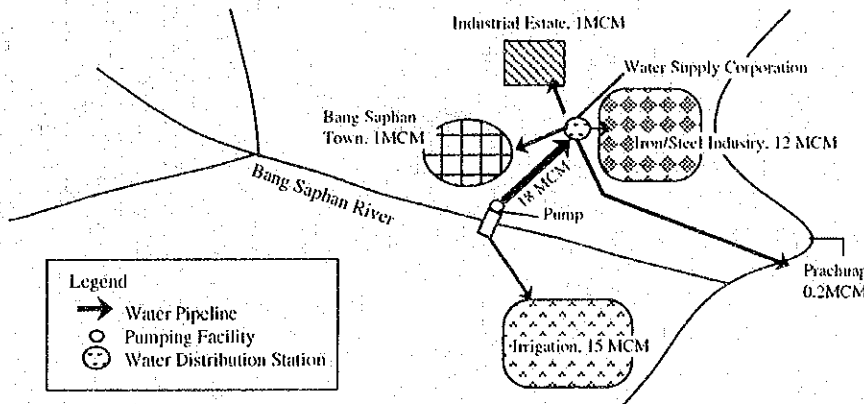 Industrial Estate, 1MCM
Water Supply Corporation
Bang Saphan
Town, 1MCM
Iron/Steel Industry, 12 MCM
18 MCM
Bang Saphan River
Pump
Prachuap
0.2MCM
Irrigation, 15 MCM
Legend
Water Pipeline
Pumping Facility
Water Distribution Station